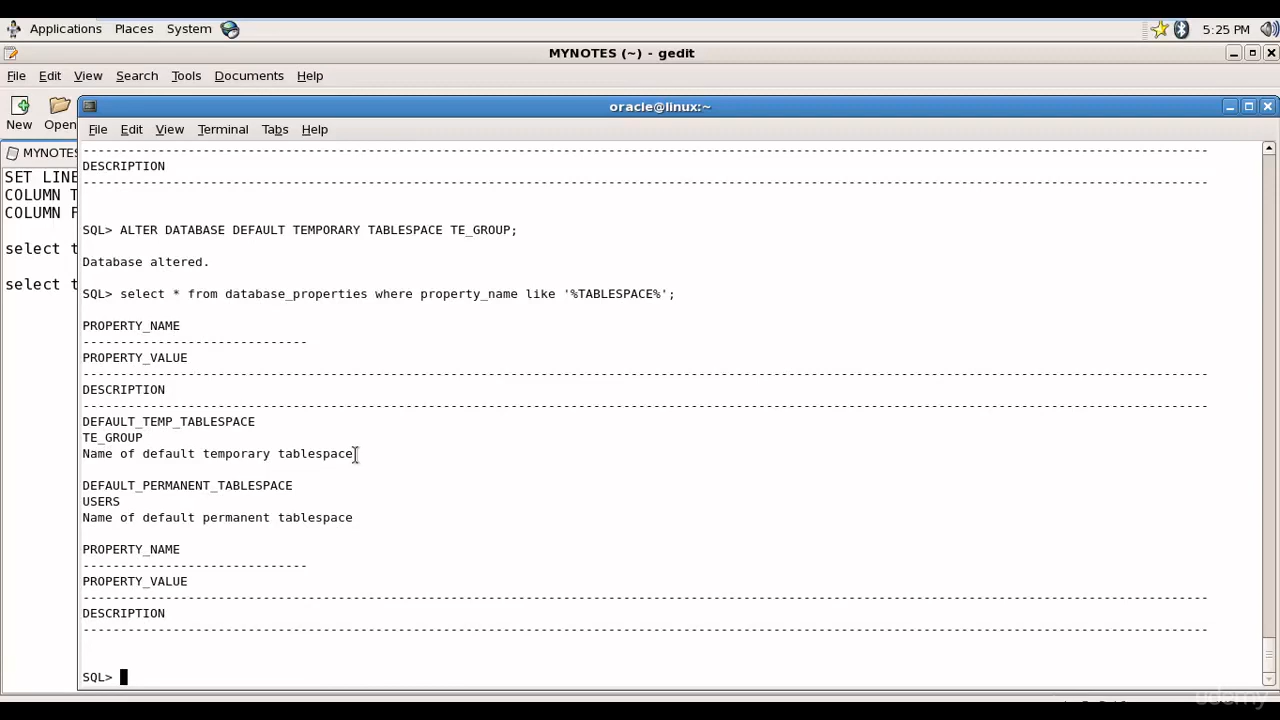 Applications Places System 5:25 PM
MYNOTES (~) - gedit
File Edit View Search Tools Documents Help
New Open
oracle@linux:~
File Edit View Terminal Tabs Help
MYNOTES
SET LINE
COLUMN T
COLUMN F
select t
select t
--------------------------------------------------------------------------------
DESCRIPTION
--------------------------------------------------------------------------------
SQL> ALTER DATABASE DEFAULT TEMPORARY TABLESPACE TE_GROUP;
Database altered.
SQL> select * from database_properties where property_name like '%TABLESPACE%';
PROPERTY_NAME
------------------------------
PROPERTY_VALUE
--------------------------------------------------------------------------------
DESCRIPTION
--------------------------------------------------------------------------------
DEFAULT_TEMP_TABLESPACE
TE_GROUP
Name of default temporary tablespace
DEFAULT_PERMANENT_TABLESPACE
USERS
Name of default permanent tablespace
PROPERTY_NAME
------------------------------
PROPERTY_VALUE
--------------------------------------------------------------------------------
DESCRIPTION
--------------------------------------------------------------------------------
SQL>
udemy